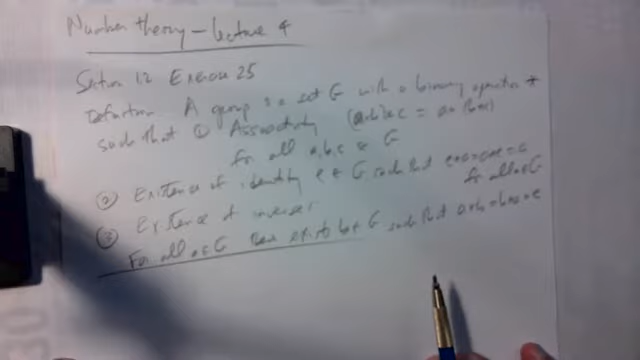 Number theory - lecture 4
Section 12 Exercise 25
Definition A group is a set G with a binary operation *
such that ① Associativity (a*b)*c = a*(b*c)
for all a,b,c ∈ G
② Existence of identity e ∈ G such that e*a=a*e=a
for all a∈G
③ Existence of inverses
For all a∈G there exists b∈G such that a*b=b*a=e